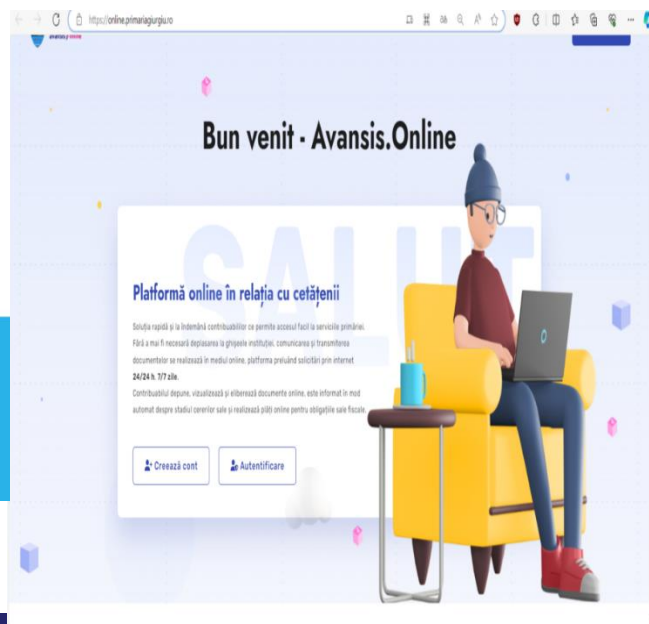 https://online.primariagiurgiu.ro
Bun venit - Avansis.Online
SALUT
Platformă online în relația cu cetățenii
Soluția rapidă și la îndemână contribuabililor ce permite accesul facil la serviciile primăriei.
Fără a mai fi necesară deplasarea la ghișeele instituției, comunicarea și transmiterea
documentelor se realizează în mediul online, platforma preluând solicitări prin internet
24/24 h, 7/7 zile.
Contribuabilul depune, vizualizează și eliberează documente online, este informat în mod
automat despre stadiul cererilor sale și realizează plăți online pentru obligațiile sale fiscale.
Creează cont
Autentificare